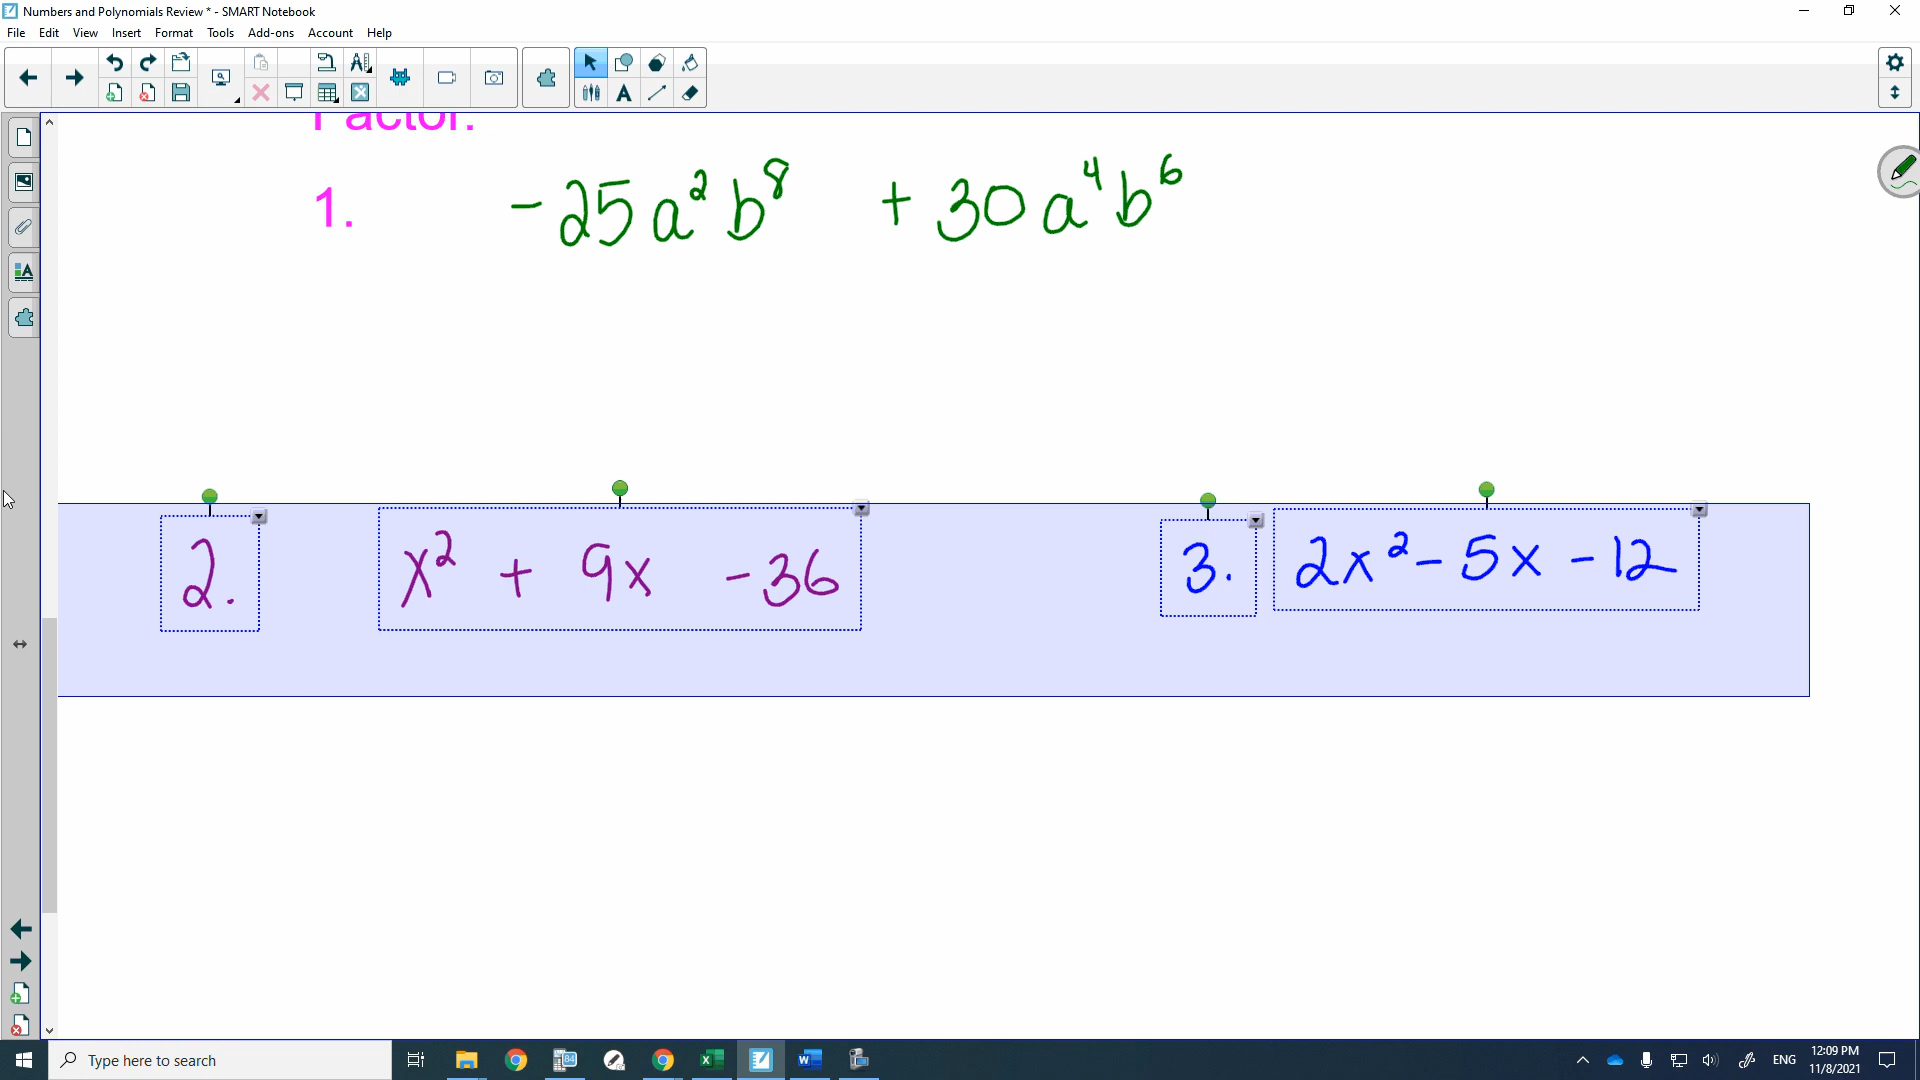 Numbers and Polynomials Review * - SMART Notebook
File Edit View Insert Format Tools Add-ons Account Help
Factor.
1. -25a²b⁸ + 30a⁴b⁶
2. x² + 9x -36 3. 2x² - 5x - 12
Type here to search
ENG
12:09 PM
11/8/2021